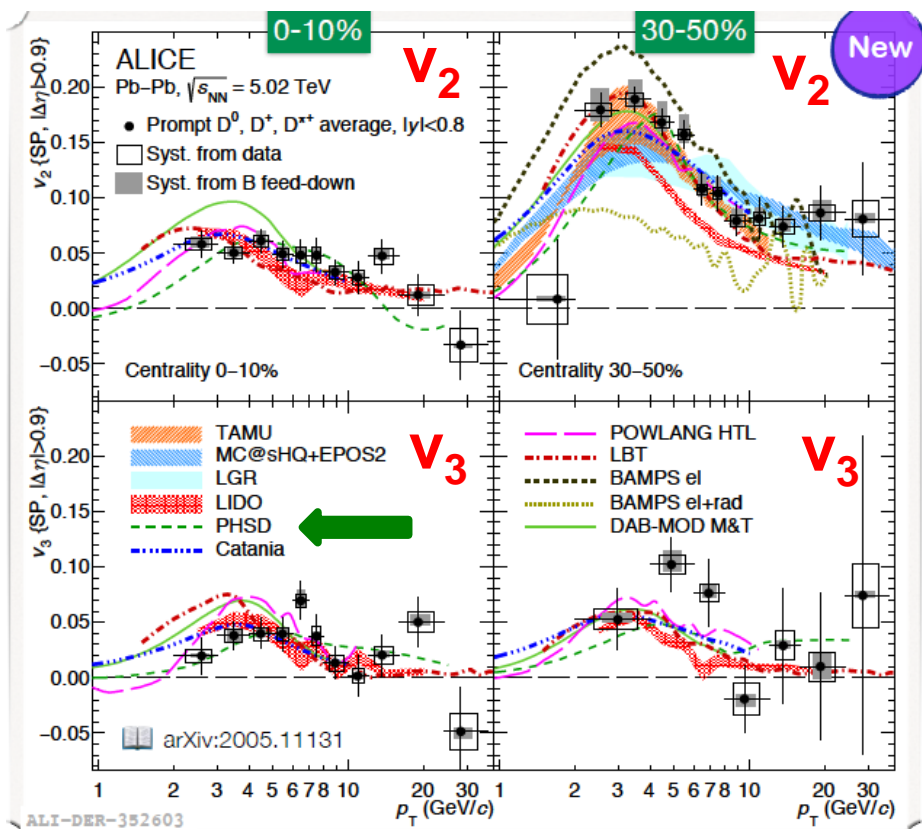 0-10%
30-50%
New
ALICE
Pb–Pb, √sNN = 5.02 TeV
Prompt D0, D+, D*+ average, |y|<0.8
Syst. from data
Syst. from B feed-down
v2
v2
v2 {SP, |Δη|>0.9}
0.20
0.15
0.10
0.05
0.00
−0.05
Centrality 0–10%
Centrality 30–50%
v3 {SP, |Δη|>0.9}
0.20
0.15
0.10
0.05
0.00
−0.05
TAMU
MC@sHQ+EPOS2
LGR
LIDO
PHSD
Catania
v3
POWLANG HTL
LBT
BAMPS el
BAMPS el+rad
DAB-MOD M&T
v3
arXiv:2005.11131
1 2 3 4 5 6 7 8 10 20 30
pT (GeV/c)
1 2 3 4 5 6 7 8 10 20 30
pT (GeV/c)
ALI-DER-352603